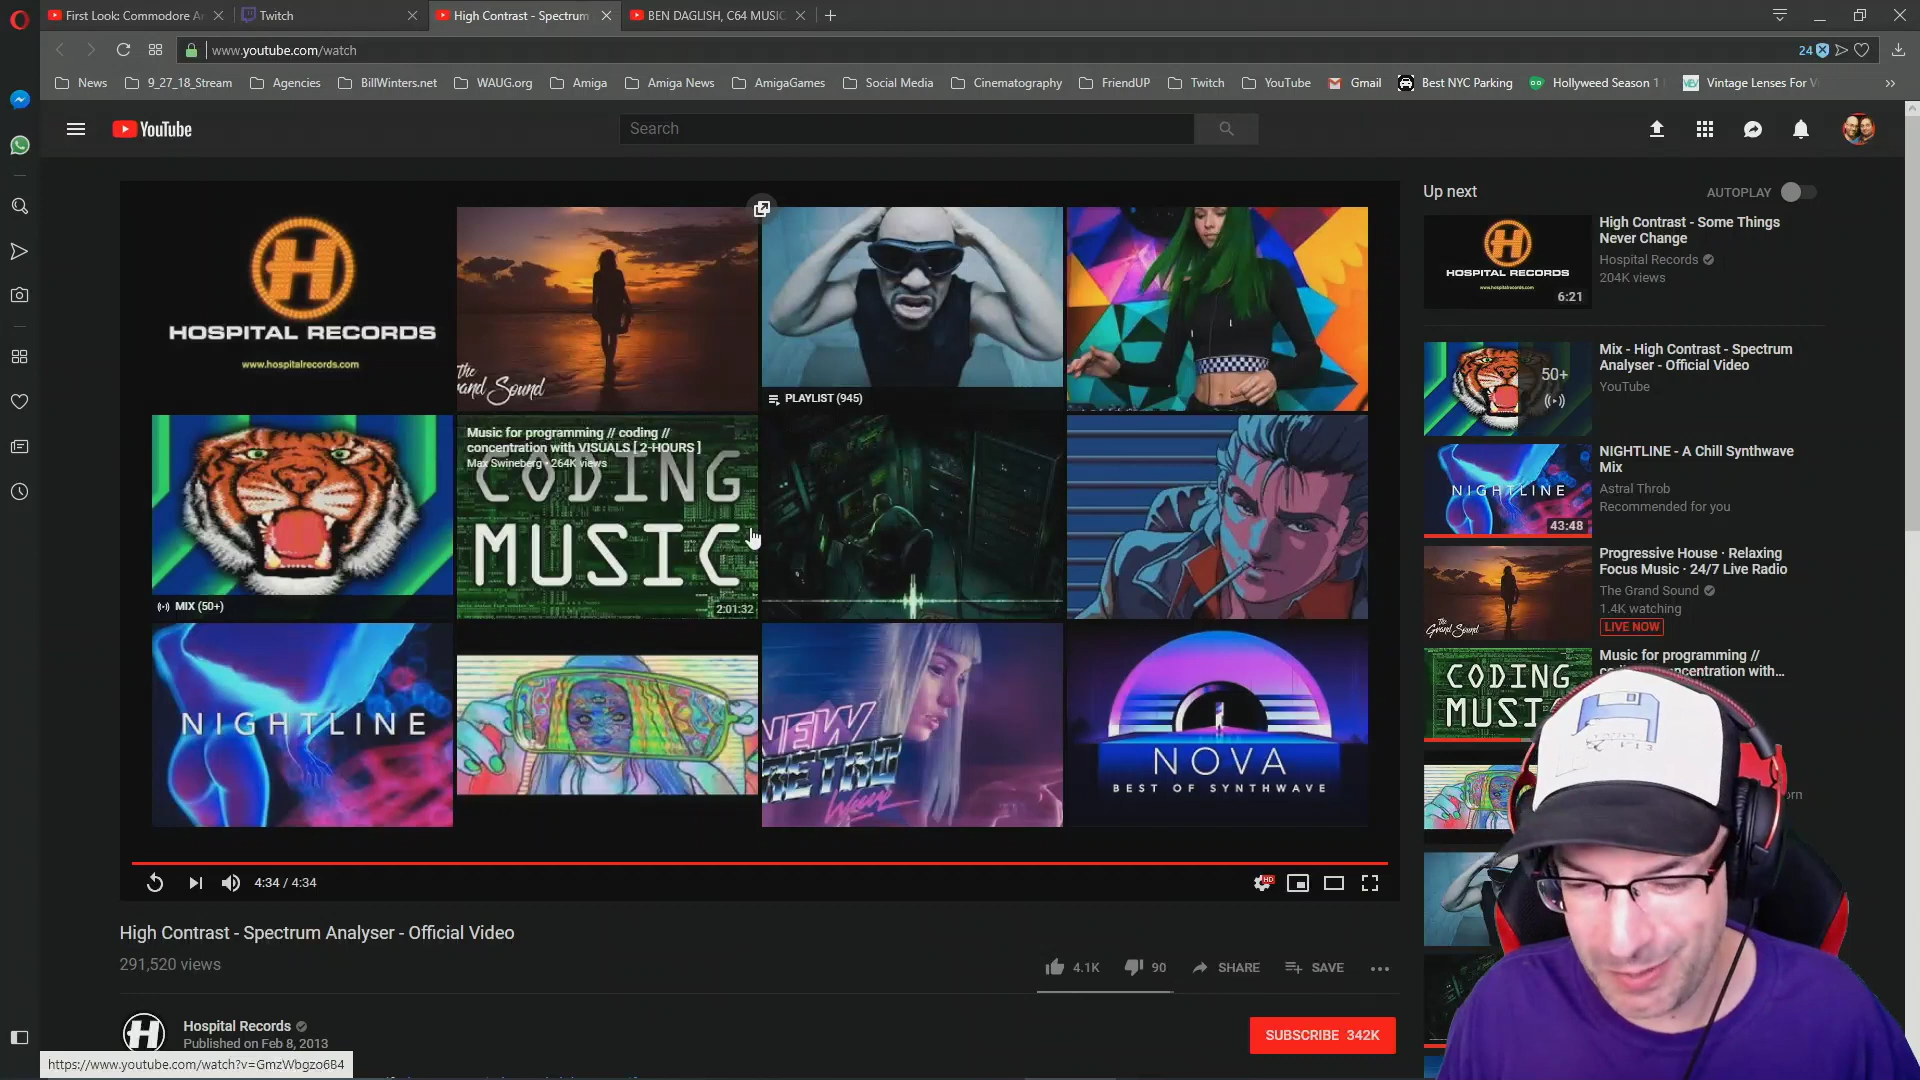 First Look: Commodore Ar
Twitch
High Contrast - Spectrum
BEN DAGLISH, C64 MUSIC
www.youtube.com/watch
24
News
9_27_18_Stream
Agencies
BillWinters.net
WAUG.org
Amiga
Amiga News
AmigaGames
Social Media
Cinematography
FriendUP
Twitch
YouTube
Gmail
Best NYC Parking
Hollyweed Season 1
Vintage Lenses For V
YouTube
Search
HOSPITAL RECORDS
www.hospitalrecords.com
The
Grand Sound
PLAYLIST (945)
MIX (50+)
Music for programming // coding //
concentration with VISUALS [ 2-HOURS ]
Max Swineberg • 264K views
CODING
MUSIC
2:01:32
NIGHTLINE
NEW
RETRO
Wave
NOVA
BEST OF SYNTHWAVE
4:34 / 4:34
HD
High Contrast - Spectrum Analyser - Official Video
291,520 views
4.1K
90
SHARE
SAVE
Hospital Records
Published on Feb 8, 2013
SUBSCRIBE 342K
https://www.youtube.com/watch?v=GmzWbgzo6B4
Up next
AUTOPLAY
HOSPITAL RECORDS
6:21
High Contrast - Some Things
Never Change
Hospital Records
204K views
50+
Mix - High Contrast - Spectrum
Analyser - Official Video
YouTube
NIGHTLINE
43:48
NIGHTLINE - A Chill Synthwave
Mix
Astral Throb
Recommended for you
The
Grand Sound
Progressive House · Relaxing
Focus Music · 24/7 Live Radio
The Grand Sound
1.4K watching
LIVE NOW
CODING
Music for programming //